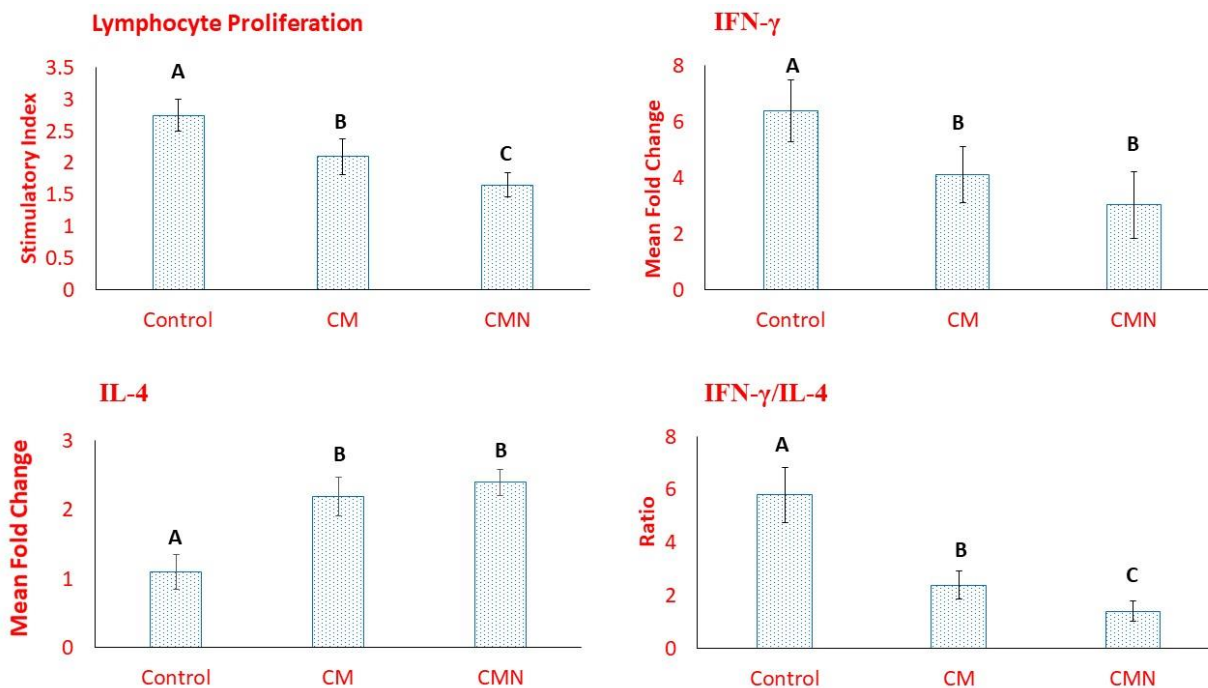 Lymphocyte Proliferation
Stimulatory Index
3.5
3
2.5
2
1.5
1
0.5
0
A
B
C
Control CM CMN
IFN-γ
Mean Fold Change
8
6
4
2
0
A
B
B
Control CM CMN
IL-4
Mean Fold Change
3
2
1
0
A
B
B
Control CM CMN
IFN-γ/IL-4
Ratio
8
6
4
2
0
A
B
C
Control CM CMN